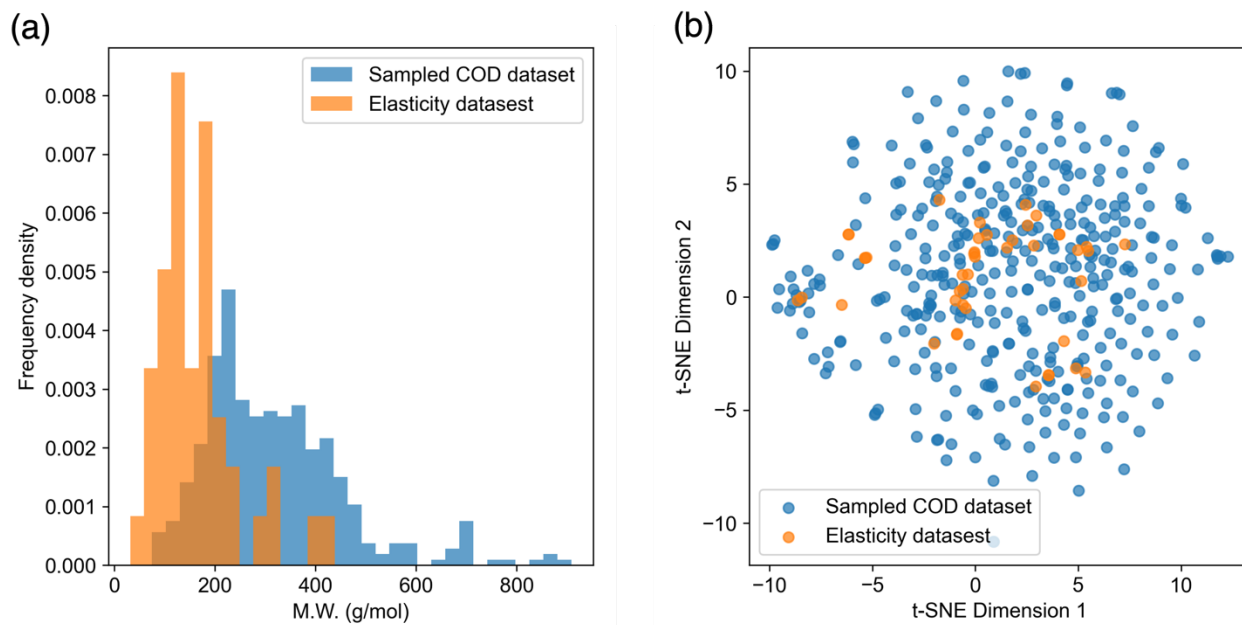 (a)
Sampled COD dataset
Elasticity datasest
0.008
0.007
0.006
0.005
0.004
0.003
0.002
0.001
0.000
Frequency density
0
200
400
600
800
M.W. (g/mol)
(b)
10
5
0
−5
−10
t-SNE Dimension 2
Sampled COD dataset
Elasticity datasest
−10
−5
0
5
10
t-SNE Dimension 1